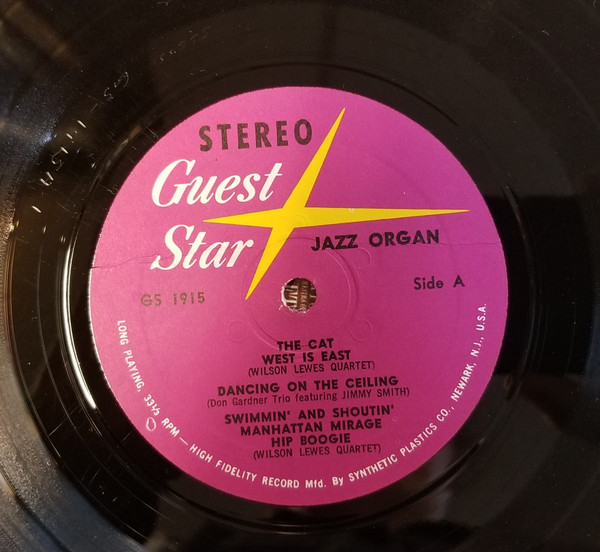 STEREO
Guest
Star
JAZZ ORGAN
GS 1915
Side A
THE CAT
WEST IS EAST
(WILSON LEWES QUARTET)
DANCING ON THE CEILING
(Don Gardner Trio featuring JIMMY SMITH)
SWIMMIN' AND SHOUTIN'
MANHATTAN MIRAGE
HIP BOOGIE
(WILSON LEWES QUARTET)
LONG PLAYING, 33⅓ RPM — HIGH FIDELITY RECORD Mfd. By SYNTHETIC PLASTICS CO., NEWARK, N.J., U.S.A.